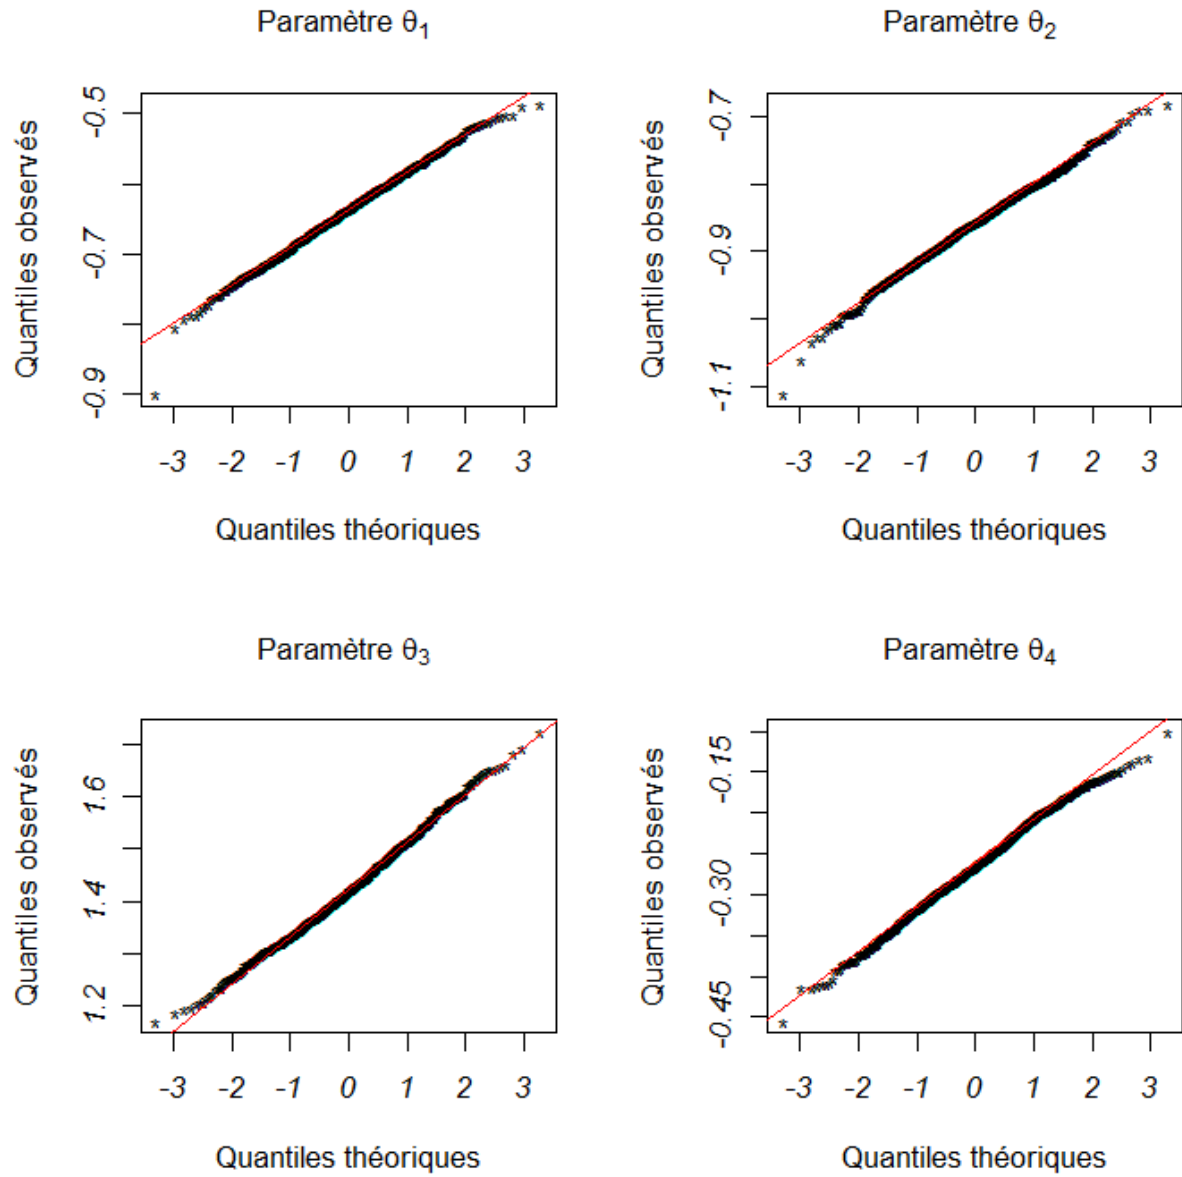 Paramètre θ1
Quantiles observés
-0.9 -0.7 -0.5
-3 -2 -1 0 1 2 3
Quantiles théoriques
Paramètre θ2
Quantiles observés
-1.1 -0.9 -0.7
-3 -2 -1 0 1 2 3
Quantiles théoriques
Paramètre θ3
Quantiles observés
1.2 1.4 1.6
-3 -2 -1 0 1 2 3
Quantiles théoriques
Paramètre θ4
Quantiles observés
-0.45 -0.30 -0.15
-3 -2 -1 0 1 2 3
Quantiles théoriques